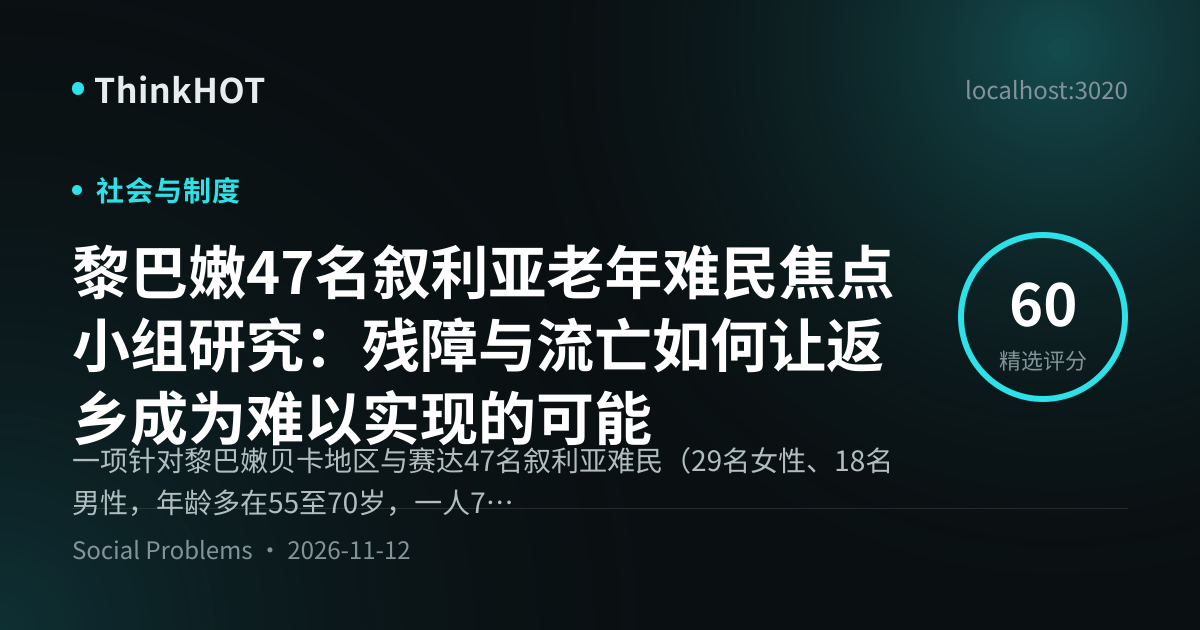 ThinkHOT
localhost:3020
社会与制度
黎巴嫩47名叙利亚老年难民焦点
小组研究：残障与流亡如何让返
乡成为难以实现的可能
60
精选评分
一项针对黎巴嫩贝卡地区与赛达47名叙利亚难民（29名女性、18名
男性，年龄多在55至70岁，一人7…
Social Problems • 2026-11-12